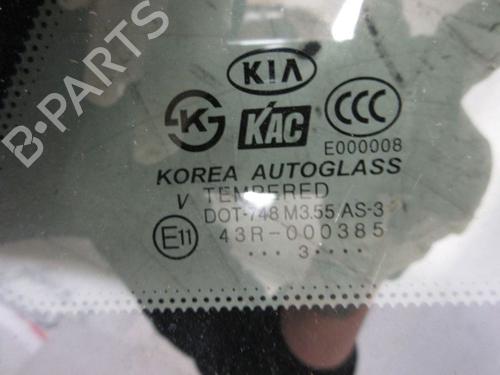 B-PARTS
KIA
K KAC CCC
E000008
KOREA AUTOGLASS
V TEMPERED
DOT-748 M3.55 AS-3
E11 43R-000385
... 3 ....